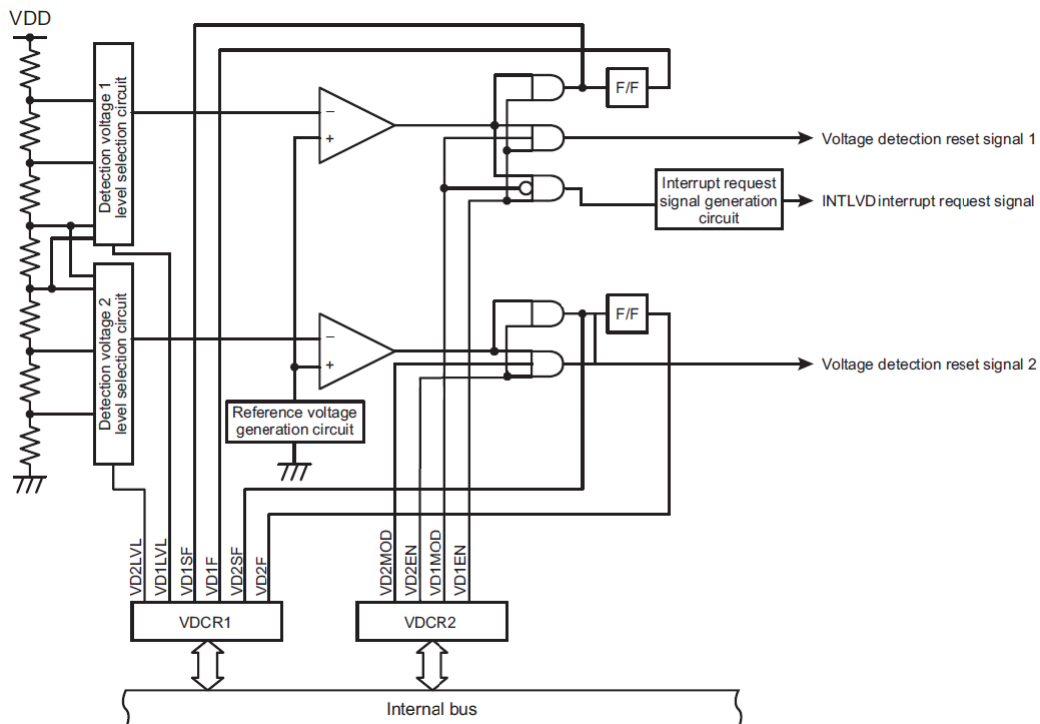 VDD
Detection voltage 1
level selection circuit
Detection voltage 2
level selection circuit
−
+
−
+
Reference voltage
generation circuit
F/F
Voltage detection reset signal 1
Interrupt request
signal generation
circuit
INTLVD interrupt request signal
F/F
Voltage detection reset signal 2
VD2LVL
VD1LVL
VD1SF
VD1F
VD2SF
VD2F
VD2MOD
VD2EN
VD1MOD
VD1EN
VDCR1
VDCR2
Internal bus